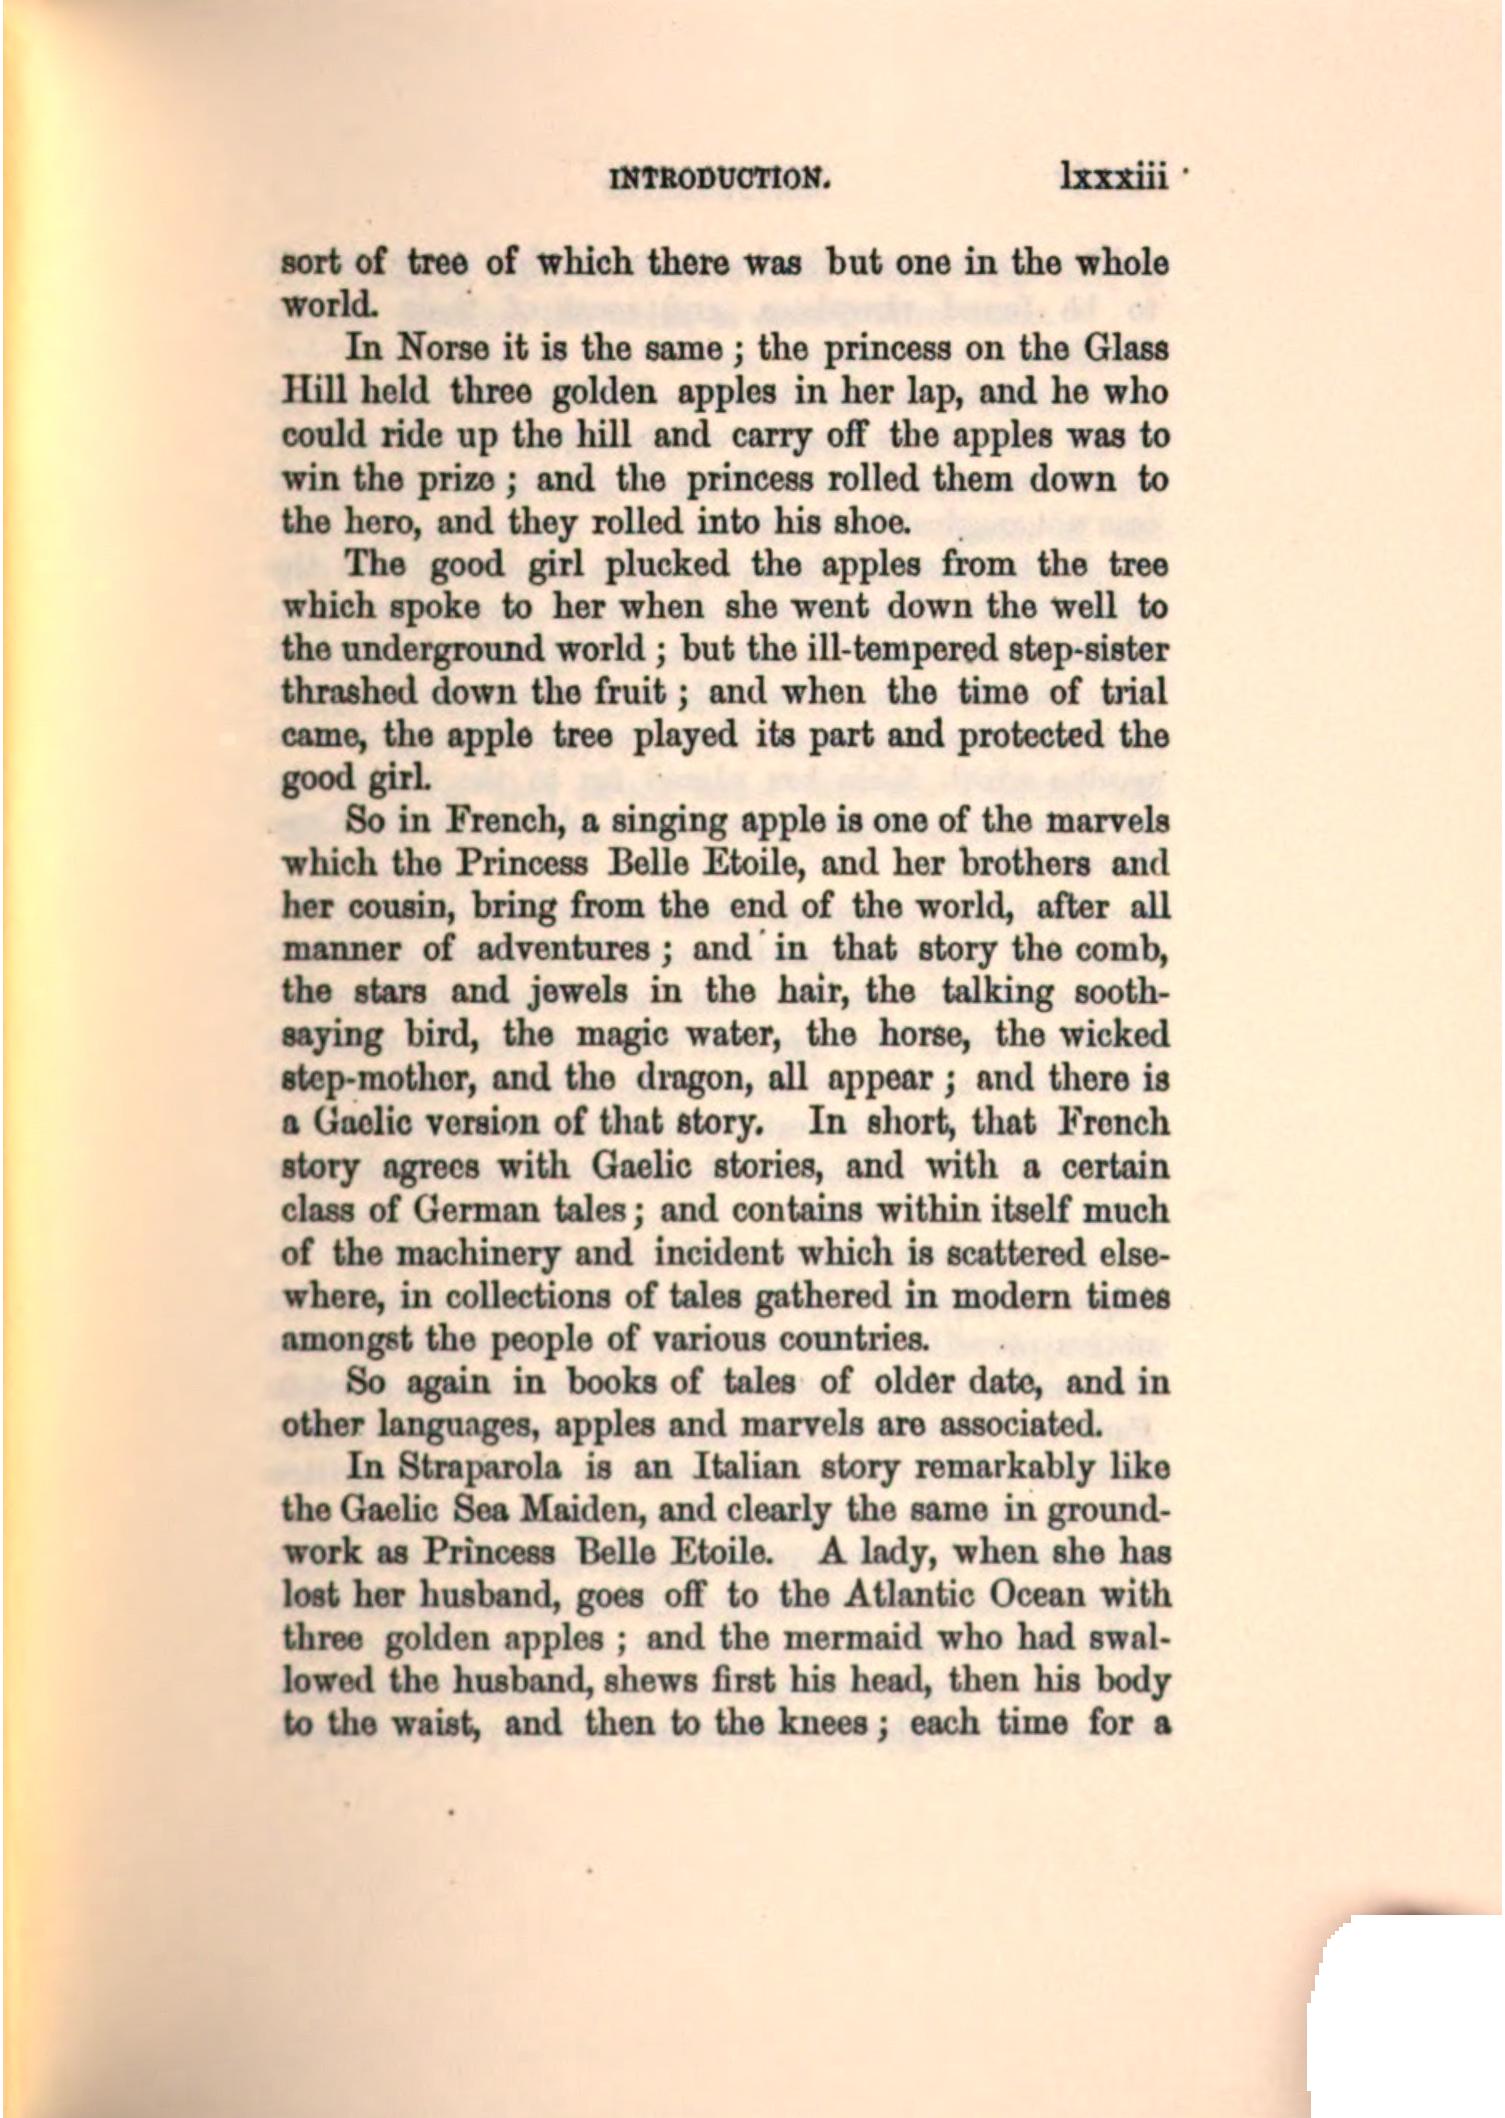 INTRODUCTION. lxxxiii
sort of tree of which there was but one in the whole
world.
In Norse it is the same ; the princess on the Glass
Hill held three golden apples in her lap, and he who
could ride up the hill and carry off the apples was to
win the prize ; and the princess rolled them down to
the hero, and they rolled into his shoe.
The good girl plucked the apples from the tree
which spoke to her when she went down the well to
the underground world ; but the ill-tempered step-sister
thrashed down the fruit ; and when the time of trial
came, the apple tree played its part and protected the
good girl.
So in French, a singing apple is one of the marvels
which the Princess Belle Etoile, and her brothers and
her cousin, bring from the end of the world, after all
manner of adventures ; and in that story the comb,
the stars and jewels in the hair, the talking sooth-
saying bird, the magic water, the horse, the wicked
step-mother, and the dragon, all appear ; and there is
a Gaelic version of that story. In short, that French
story agrees with Gaelic stories, and with a certain
class of German tales ; and contains within itself much
of the machinery and incident which is scattered else-
where, in collections of tales gathered in modern times
amongst the people of various countries.
So again in books of tales of older date, and in
other languages, apples and marvels are associated.
In Straparola is an Italian story remarkably like
the Gaelic Sea Maiden, and clearly the same in ground-
work as Princess Belle Etoile. A lady, when she has
lost her husband, goes off to the Atlantic Ocean with
three golden apples ; and the mermaid who had swal-
lowed the husband, shews first his head, then his body
to the waist, and then to the knees ; each time for a